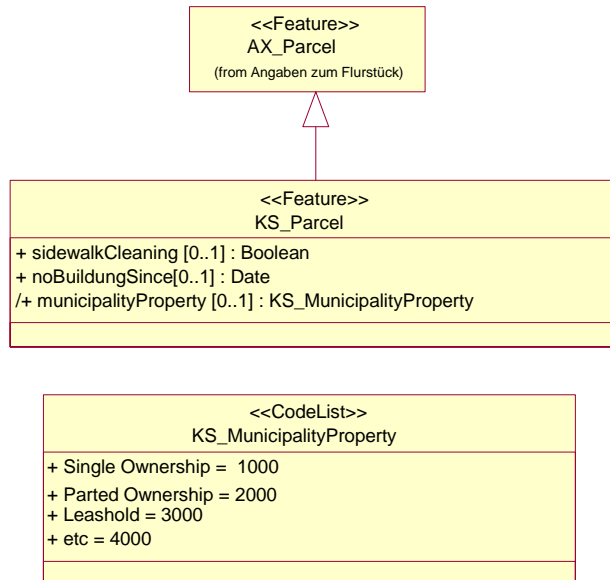 <<Feature>>
AX_Parcel
(from Angaben zum Flurstück)
<<Feature>>
KS_Parcel
+ sidewalkCleaning [0..1] : Boolean
+ noBuildungSince[0..1] : Date
/+ municipalityProperty [0..1] : KS_MunicipalityProperty
<<CodeList>>
KS_MunicipalityProperty
+ Single Ownership = 1000
+ Parted Ownership = 2000
+ Leashold = 3000
+ etc = 4000